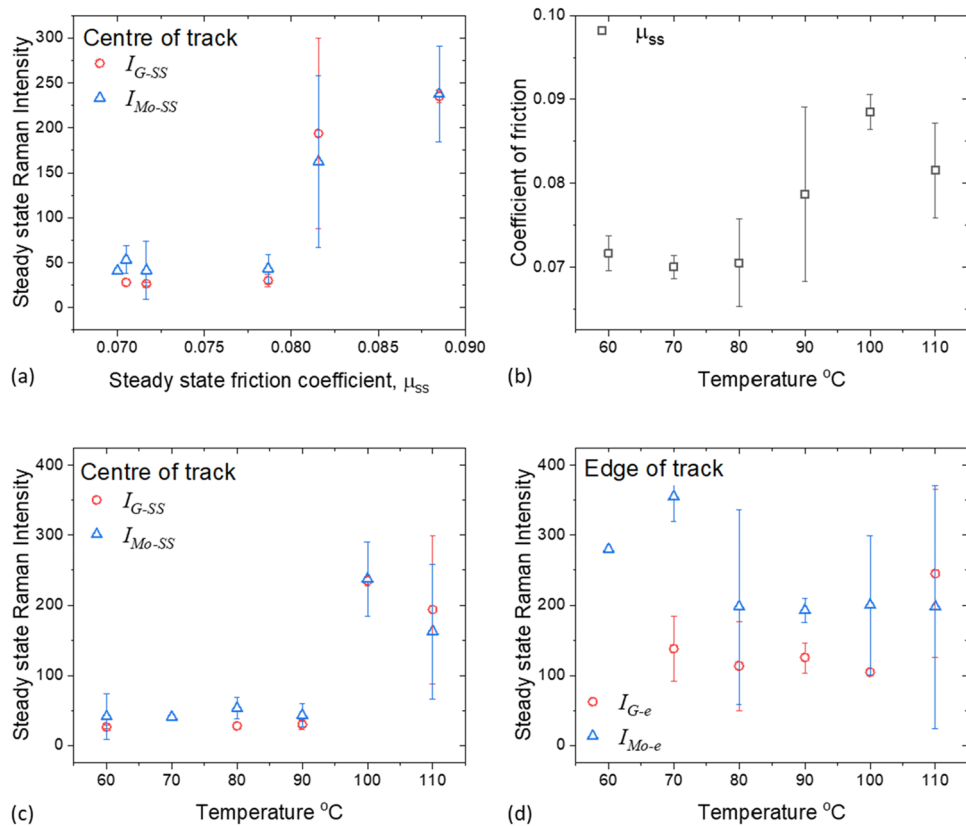 Centre of track
I_G-SS
I_Mo-SS
300
250
200
150
100
50
0
Steady state Raman Intensity
0.070 0.075 0.080 0.085 0.090
(a) Steady state friction coefficient, μss
μss
0.10
0.09
0.08
0.07
Coefficient of friction
60 70 80 90 100 110
(b) Temperature °C
Centre of track
I_G-SS
I_Mo-SS
400
300
200
100
0
Steady state Raman Intensity
60 70 80 90 100 110
(c) Temperature °C
Edge of track
I_G-e
I_Mo-e
400
300
200
100
0
Steady state Raman Intensity
60 70 80 90 100 110
(d) Temperature °C